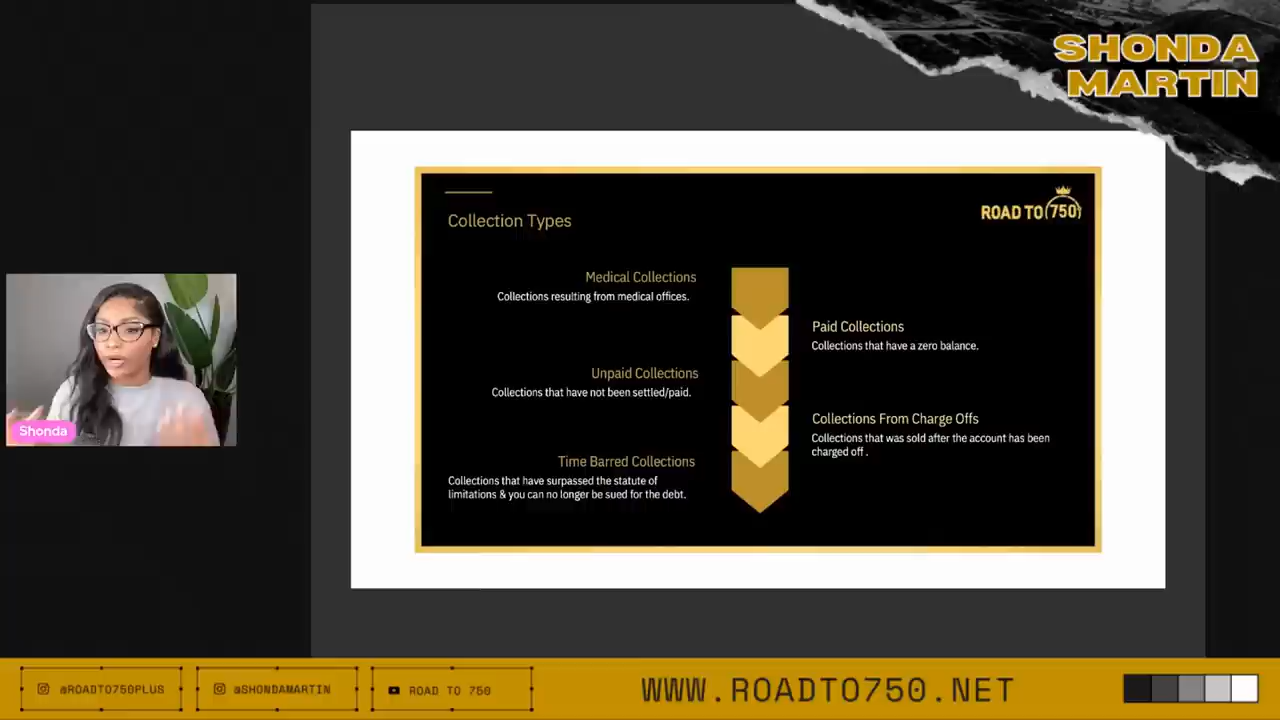 SHONDA
MARTIN
Collection Types
ROAD TO 750
Medical Collections
Collections resulting from medical offices.
Paid Collections
Collections that have a zero balance.
Unpaid Collections
Collections that have not been settled/paid.
Collections From Charge Offs
Collections that was sold after the account has been
charged off .
Time Barred Collections
Collections that have surpassed the statute of
limitations & you can no longer be sued for the debt.
Shonda
@ROADTO750PLUS
@SHONDAMARTIN
ROAD TO 750
WWW.ROADTO750.NET